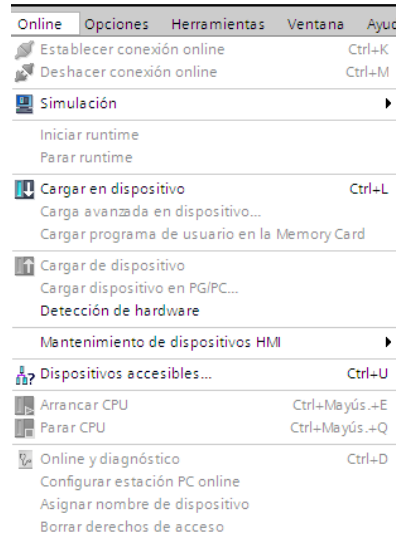 Online Opciones Herramientas Ventana Ayuc
Establecer conexión online Ctrl+K
Deshacer conexión online Ctrl+M
Simulación
Iniciar runtime
Parar runtime
Cargar en dispositivo Ctrl+L
Carga avanzada en dispositivo...
Cargar programa de usuario en la Memory Card
Cargar de dispositivo
Cargar dispositivo en PG/PC...
Detección de hardware
Mantenimiento de dispositivos HMI
Dispositivos accesibles... Ctrl+U
Arrancar CPU Ctrl+Mayús.+E
Parar CPU Ctrl+Mayús.+Q
Online y diagnóstico Ctrl+D
Configurar estación PC online
Asignar nombre de dispositivo
Borrar derechos de acceso